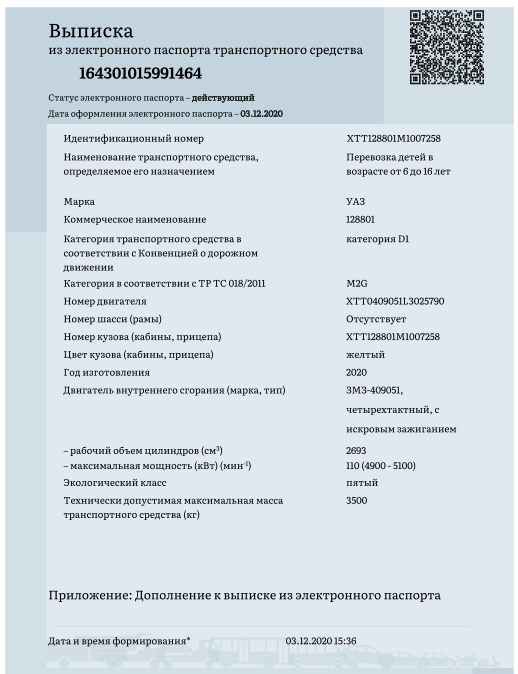 Выписка
из электронного паспорта транспортного средства
164301015991464
Статус электронного паспорта – действующий
Дата оформления электронного паспорта – 03.12.2020
Идентификационный номер XTT128801M1007258
Наименование транспортного средства, Перевозка детей в
определяемое его назначением возрасте от 6 до 16 лет
Марка УАЗ
Коммерческое наименование 128801
Категория транспортного средства в категория D1
соответствии с Конвенцией о дорожном
движении
Категория в соответствии с ТР ТС 018/2011 M2G
Номер двигателя XTT0409051L3025790
Номер шасси (рамы) Отсутствует
Номер кузова (кабины, прицепа) XTT128801M1007258
Цвет кузова (кабины, прицепа) желтый
Год изготовления 2020
Двигатель внутреннего сгорания (марка, тип) ЗМЗ-409051,
четырехтактный, с
искровым зажиганием
– рабочий объем цилиндров (см³) 2693
– максимальная мощность (кВт) (мин⁻¹) 110 (4900 - 5100)
Экологический класс пятый
Технически допустимая максимальная масса 3500
транспортного средства (кг)
Приложение: Дополнение к выписке из электронного паспорта
Дата и время формирования* 03.12.2020 15:36